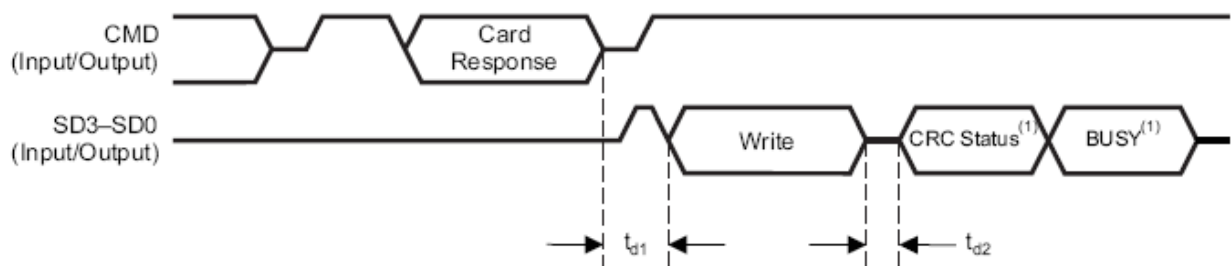 CMD
(Input/Output)
Card
Response
SD3–SD0
(Input/Output)
Write
CRC Status(1)
BUSY(1)
td1
td2